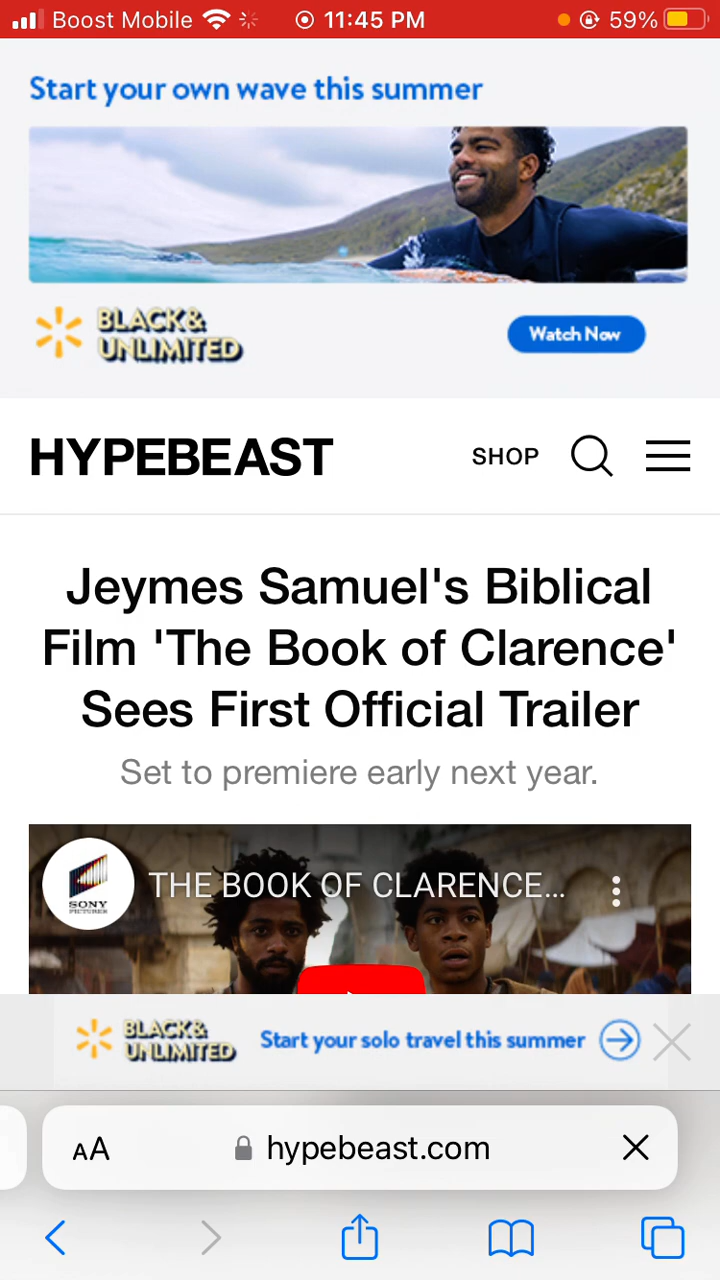 Boost Mobile 11:45 PM 59%
Start your own wave this summer
BLACK&
UNLIMITED
Watch Now
HYPEBEAST SHOP
Jeymes Samuel's Biblical
Film 'The Book of Clarence'
Sees First Official Trailer
Set to premiere early next year.
SONY
PICTURES
THE BOOK OF CLARENCE...
BLACK&
UNLIMITED
Start your solo travel this summer
AA hypebeast.com